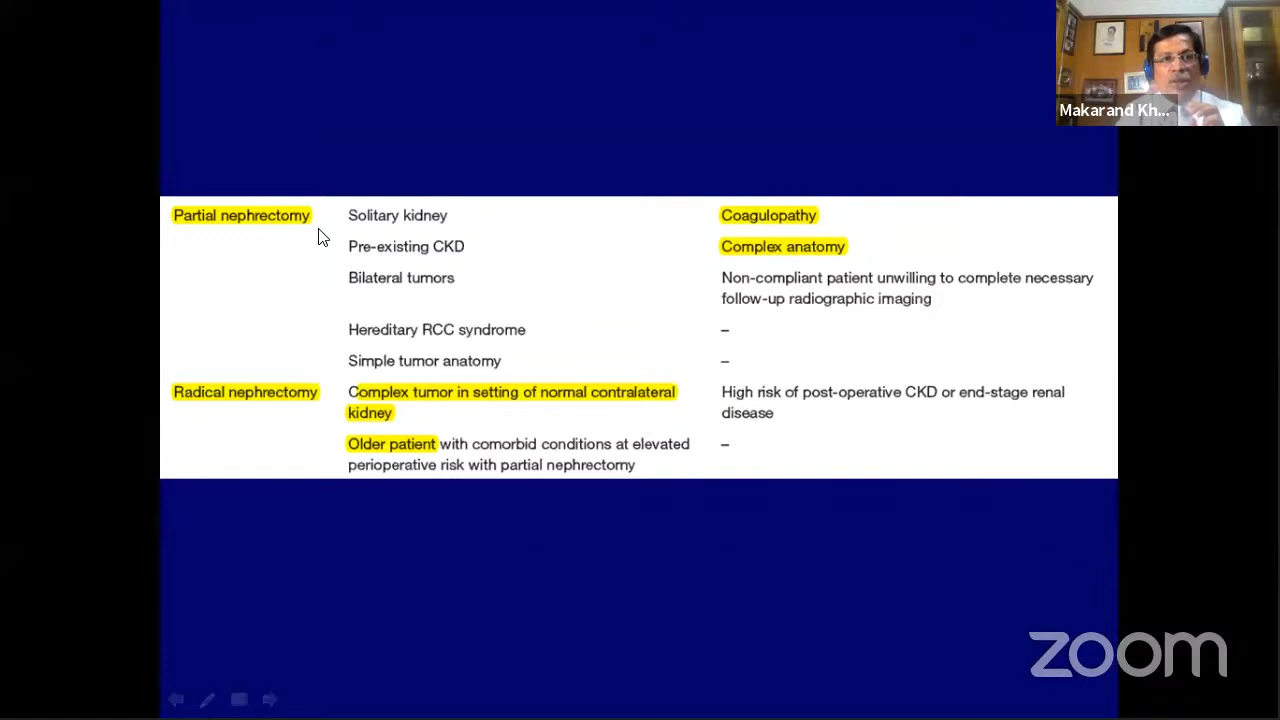 Makarand Kh...
Partial nephrectomy
Solitary kidney
Coagulopathy
Pre-existing CKD
Complex anatomy
Bilateral tumors
Non-compliant patient unwilling to complete necessary
follow-up radiographic imaging
Hereditary RCC syndrome
–
Simple tumor anatomy
–
Radical nephrectomy
Complex tumor in setting of normal contralateral
kidney
High risk of post-operative CKD or end-stage renal
disease
Older patient with comorbid conditions at elevated
perioperative risk with partial nephrectomy
–
zoom